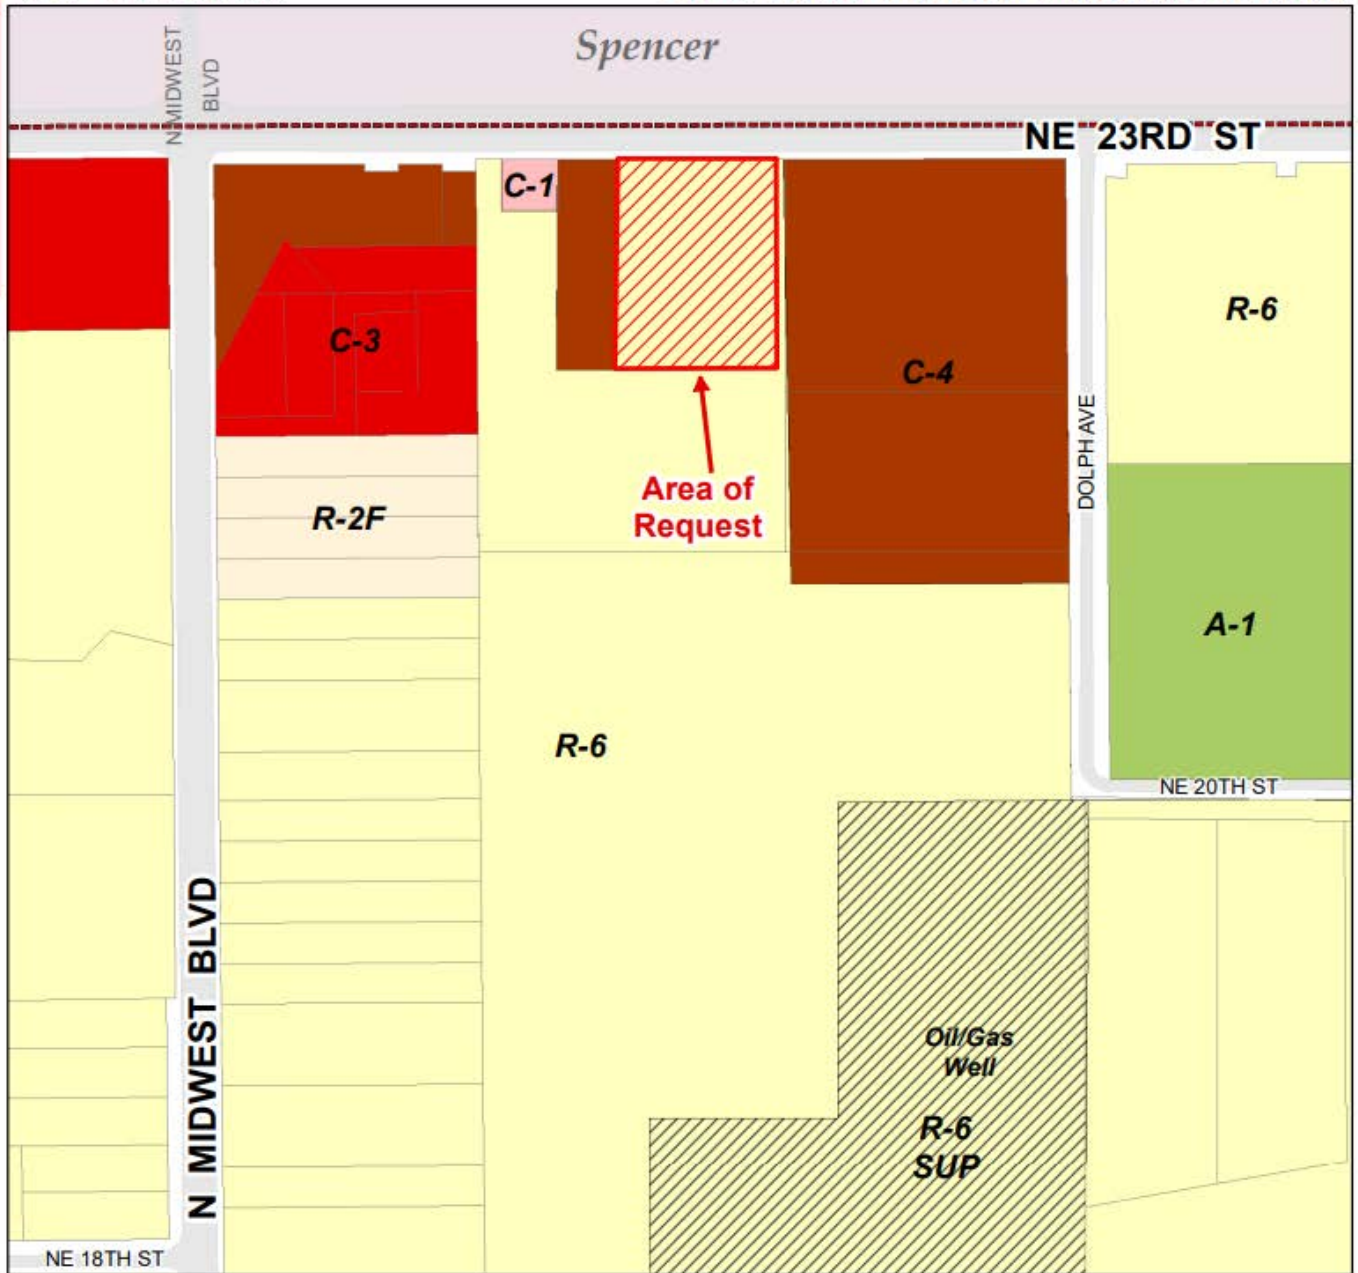 Spencer
N MIDWEST
BLVD
NE 23RD ST
C-1
R-6
C-3
C-4
DOLPH AVE
Area of
Request
R-2F
A-1
R-6
NE 20TH ST
N MIDWEST BLVD
Oil/Gas
Well
R-6
SUP
NE 18TH ST